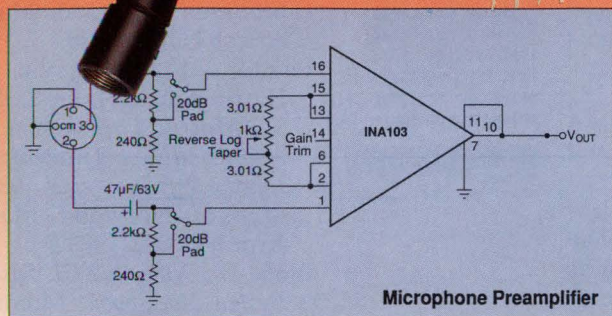 16
2.2kΩ
15
INA103
1
3.01Ω
20dB
Pad
13
cm 3
1kΩ
11 10
VOUT
14
Reverse Log
Taper
Gain
Trim
2
240Ω
7
6
3.01Ω
2
47µF/63V
1
+
2.2kΩ
20dB
Pad
240Ω
Microphone Preamplifier